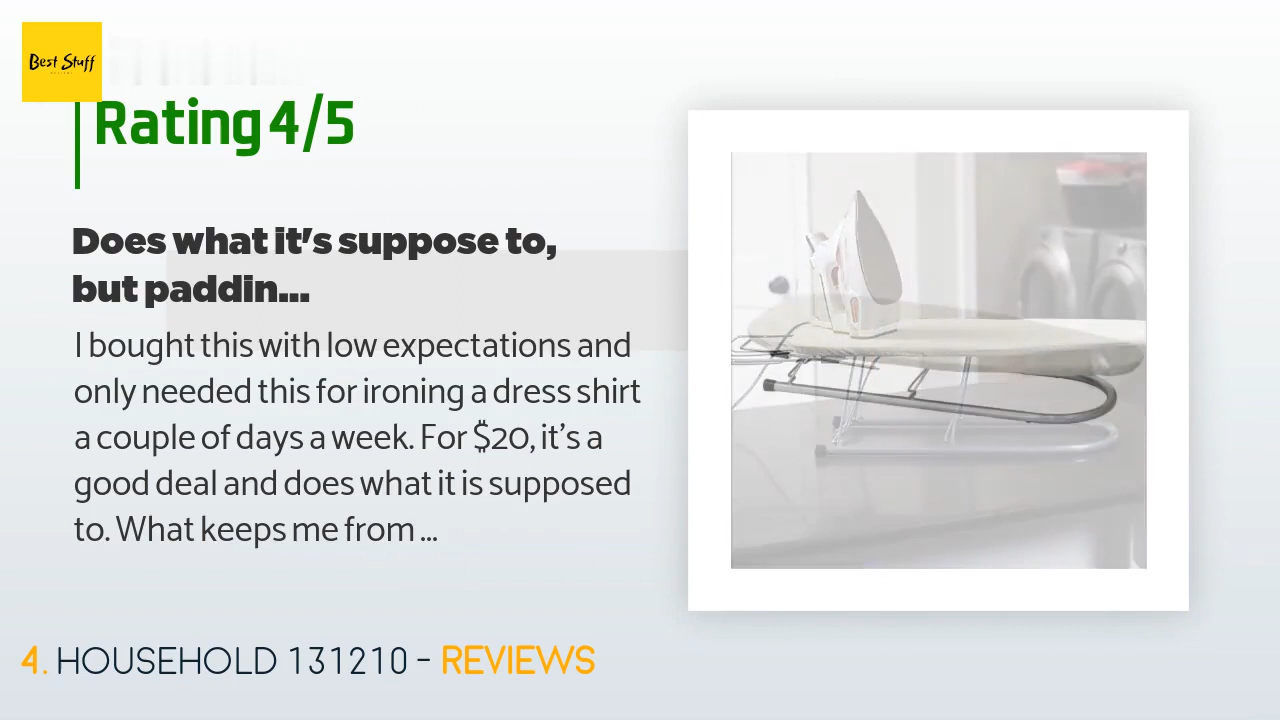 Best Stuff
Rating 4/5
Does what it's suppose to,
but paddin...
I bought this with low expectations and
only needed this for ironing a dress shirt
a couple of days a week. For $20, it's a
good deal and does what it is supposed
to. What keeps me from ...
4. HOUSEHOLD 131210 - REVIEWS